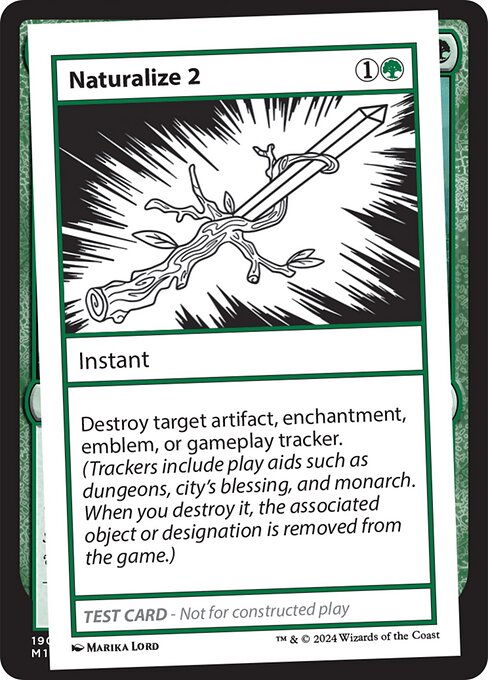 Naturalize 2
1
Instant
Destroy target artifact, enchantment,
emblem, or gameplay tracker.
(Trackers include play aids such as
dungeons, city's blessing, and monarch.
When you destroy it, the associated
object or designation is removed from
the game.)
TEST CARD - Not for constructed play
190
M1
MARIKA LORD
™ & © 2024 Wizards of the Coast